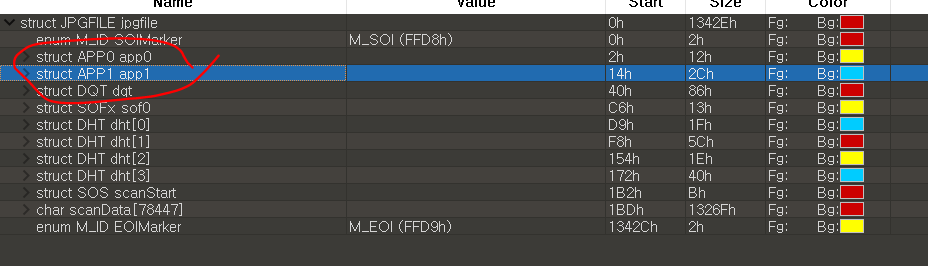 Name Value Start Size Color
struct JPGFILE jpgfile 0h 1342Eh Fg: Bg:
enum M_ID SOIMarker M_SOI (FFD8h) 0h 2h Fg: Bg:
struct APP0 app0 2h 12h Fg: Bg:
struct APP1 app1 14h 2Ch Fg: Bg:
struct DQT dqt 40h 86h Fg: Bg:
struct SOFx sof0 C6h 13h Fg: Bg:
struct DHT dht[0] D9h 1Fh Fg: Bg:
struct DHT dht[1] F8h 5Ch Fg: Bg:
struct DHT dht[2] 154h 1Eh Fg: Bg:
struct DHT dht[3] 172h 40h Fg: Bg:
struct SOS scanStart 1B2h Bh Fg: Bg:
char scanData[78447] 1BDh 1326Fh Fg: Bg:
enum M_ID EOIMarker M_EOI (FFD9h) 1342Ch 2h Fg: Bg: